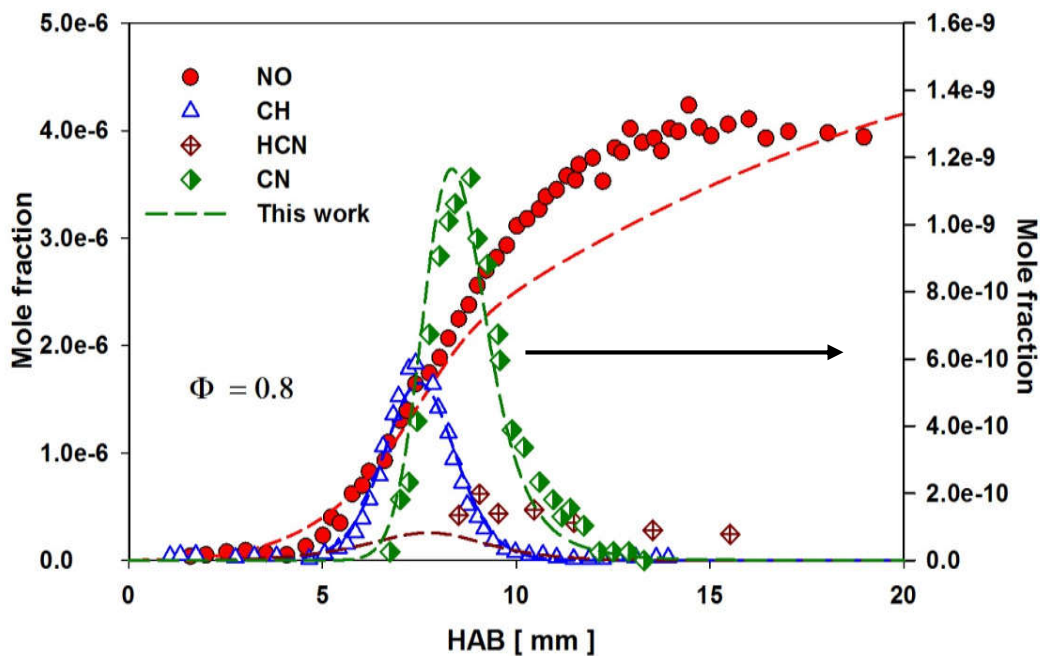 5.0e-6
4.0e-6
3.0e-6
2.0e-6
1.0e-6
0.0
Mole fraction
NO
CH
HCN
CN
This work
Φ = 0.8
1.6e-9
1.4e-9
1.2e-9
1.0e-9
8.0e-10
6.0e-10
4.0e-10
2.0e-10
0.0
Mole fraction
0 5 10 15 20
HAB [ mm ]